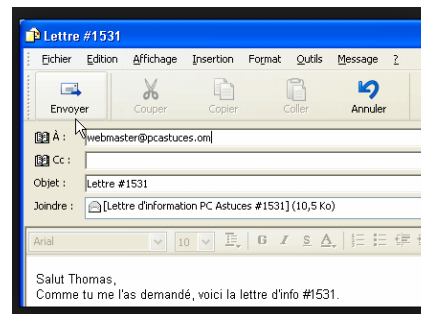 Lettre #1531
Fichier Edition Affichage Insertion Format Outils Message ?
Envoyer Couper Copier Coller Annuler
À : webmaster@pcastuces.om
Cc :
Objet : Lettre #1531
Joindre : [Lettre d'information PC Astuces #1531] (10,5 Ko)
Arial 10 G I S A
Salut Thomas,
Comme tu me l'as demandé, voici la lettre d'info #1531.